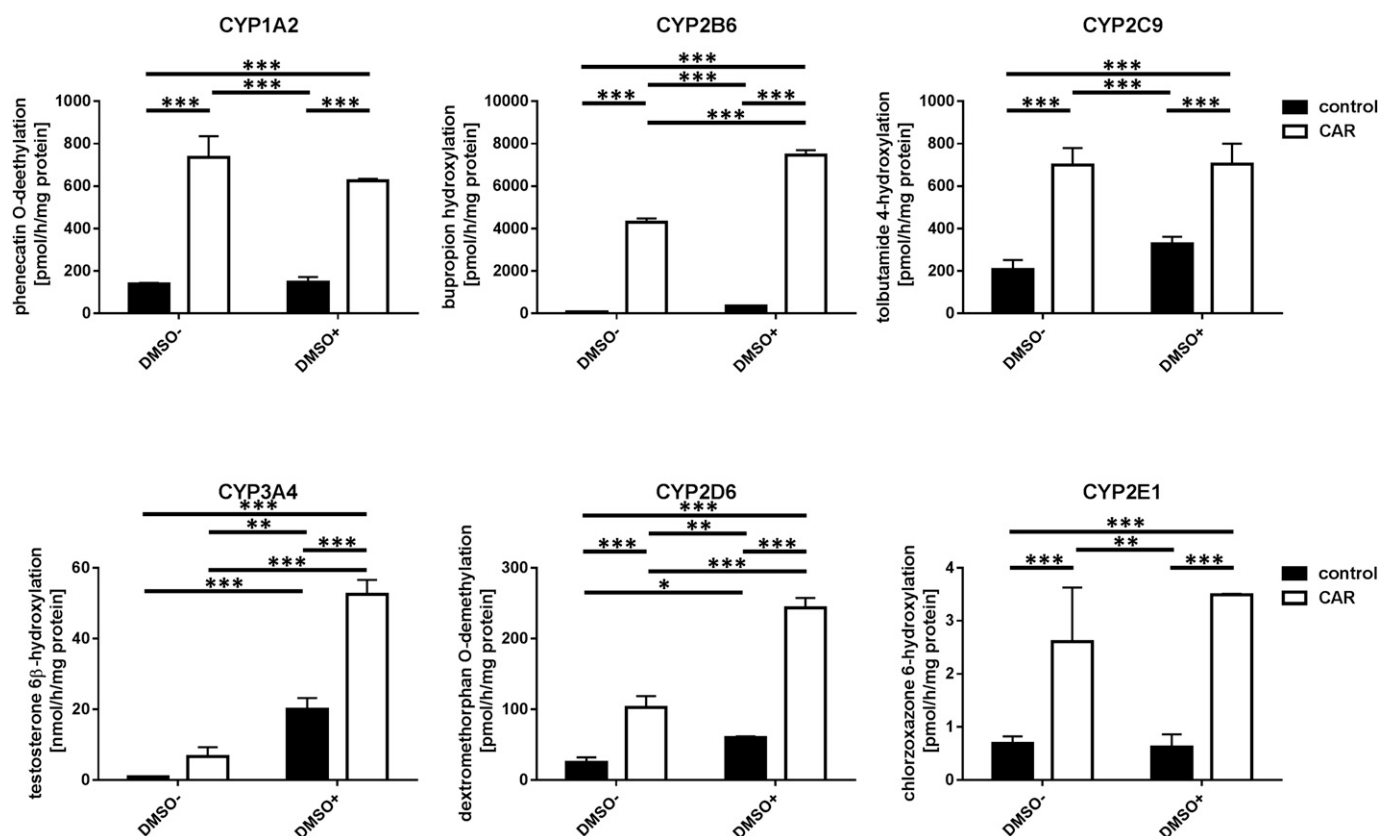 CYP1A2
***
***
*** ***
phenecatin O-deethylation
[pmol/h/mg protein]
1000
800
600
400
200
0
DMSO-
DMSO+
CYP2B6
***
***
*** ***
***
bupropion hydroxylation
[pmol/h/mg protein]
10000
8000
6000
4000
2000
0
DMSO-
DMSO+
CYP2C9
***
***
*** ***
tolbutamide 4-hydroxylation
[pmol/h/mg protein]
1000
800
600
400
200
0
DMSO-
DMSO+
control
CAR
CYP3A4
***
**
***
***
***
testosterone 6β-hydroxylation
[nmol/h/mg protein]
60
40
20
0
DMSO-
DMSO+
CYP2D6
***
**
*** ***
***
*
dextromethorphan O-demethylation
[pmol/h/mg protein]
300
200
100
0
DMSO-
DMSO+
CYP2E1
***
**
*** ***
chlorzoxazone 6-hydroxylation
[pmol/h/mg protein]
4
3
2
1
0
DMSO-
DMSO+
control
CAR